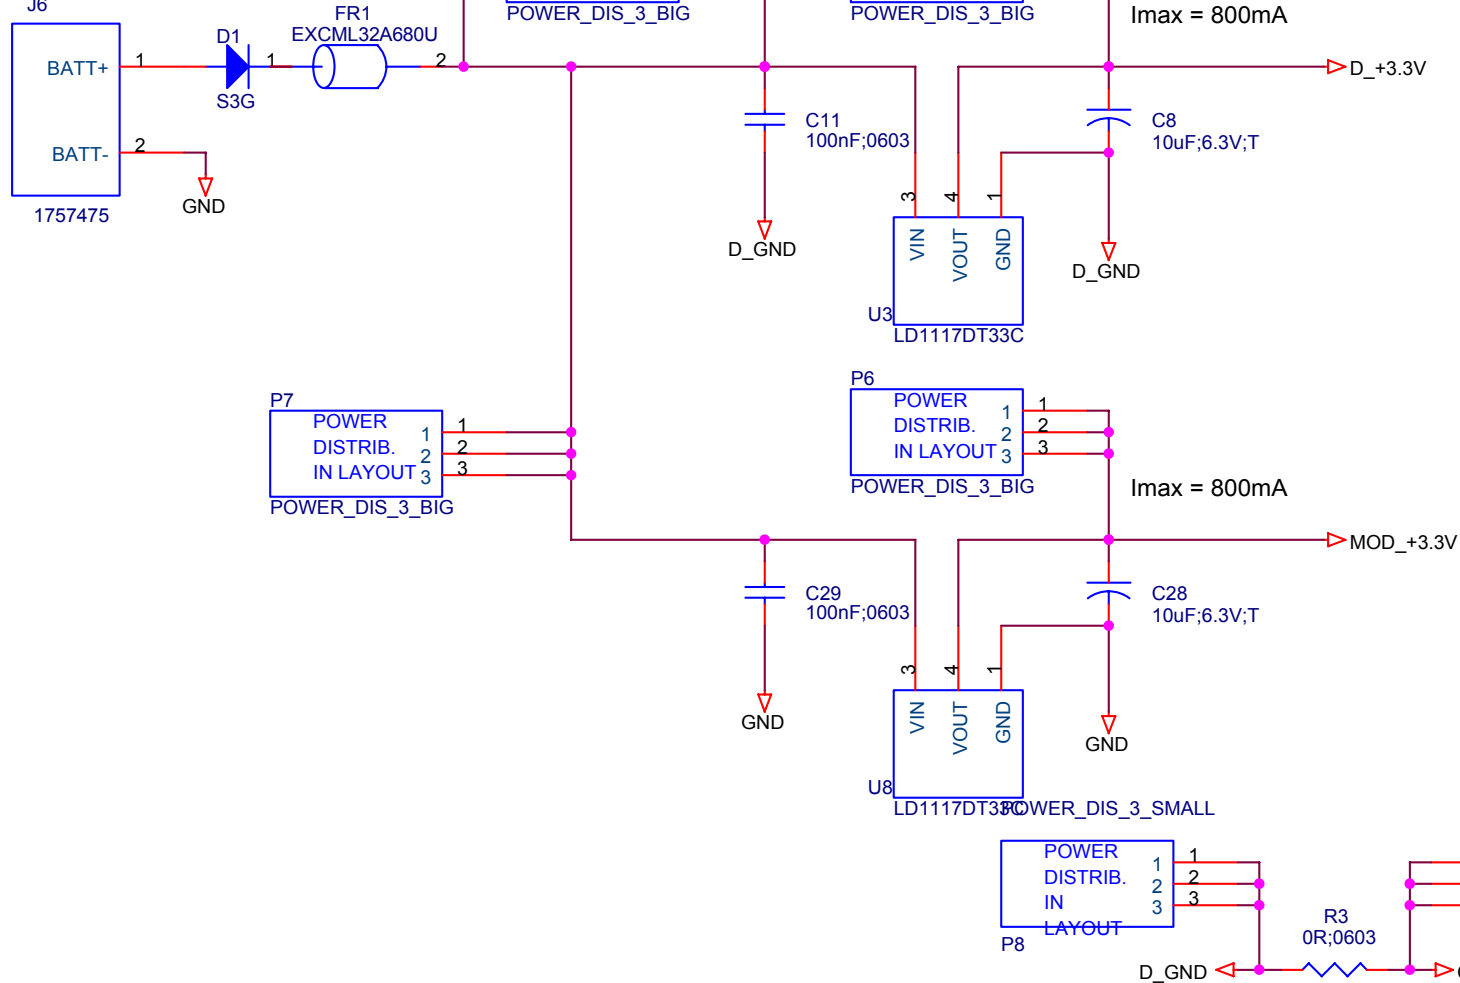 J6
BATT+
1
BATT-
2
1757475
GND
D1
S3G
1
FR1
EXCML32A680U
2
POWER_DIS_3_BIG
POWER_DIS_3_BIG
Imax = 800mA
D_+3.3V
C11
100nF;0603
D_GND
C8
10uF;6.3V;T
D_GND
3
4
1
VIN
VOUT
GND
U3
LD1117DT33C
P7
POWER
DISTRIB.
IN LAYOUT
1
2
3
1
2
3
POWER_DIS_3_BIG
P6
POWER
DISTRIB.
IN LAYOUT
1
2
3
1
2
3
POWER_DIS_3_BIG
Imax = 800mA
MOD_+3.3V
C29
100nF;0603
GND
C28
10uF;6.3V;T
GND
3
4
1
VIN
VOUT
GND
U8
LD1117DT33C
POWER_DIS_3_SMALL
POWER
DISTRIB.
IN
LAYOUT
1
2
3
1
2
3
P8
R3
0R;0603
D_GND